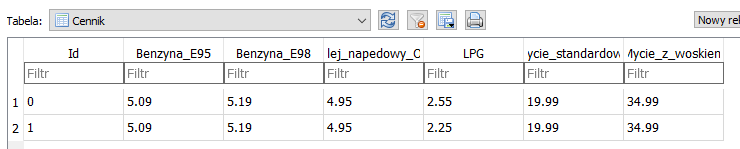 Tabela: Cennik Nowy rek
Id Benzyna_E95 Benzyna_E98 lej_napedowy_O LPG ycie_standardow Mycie_z_woskien
Filtr Filtr Filtr Filtr Filtr Filtr Filtr
1 0 5.09 5.19 4.95 2.55 19.99 34.99
2 1 5.09 5.19 4.95 2.25 19.99 34.99